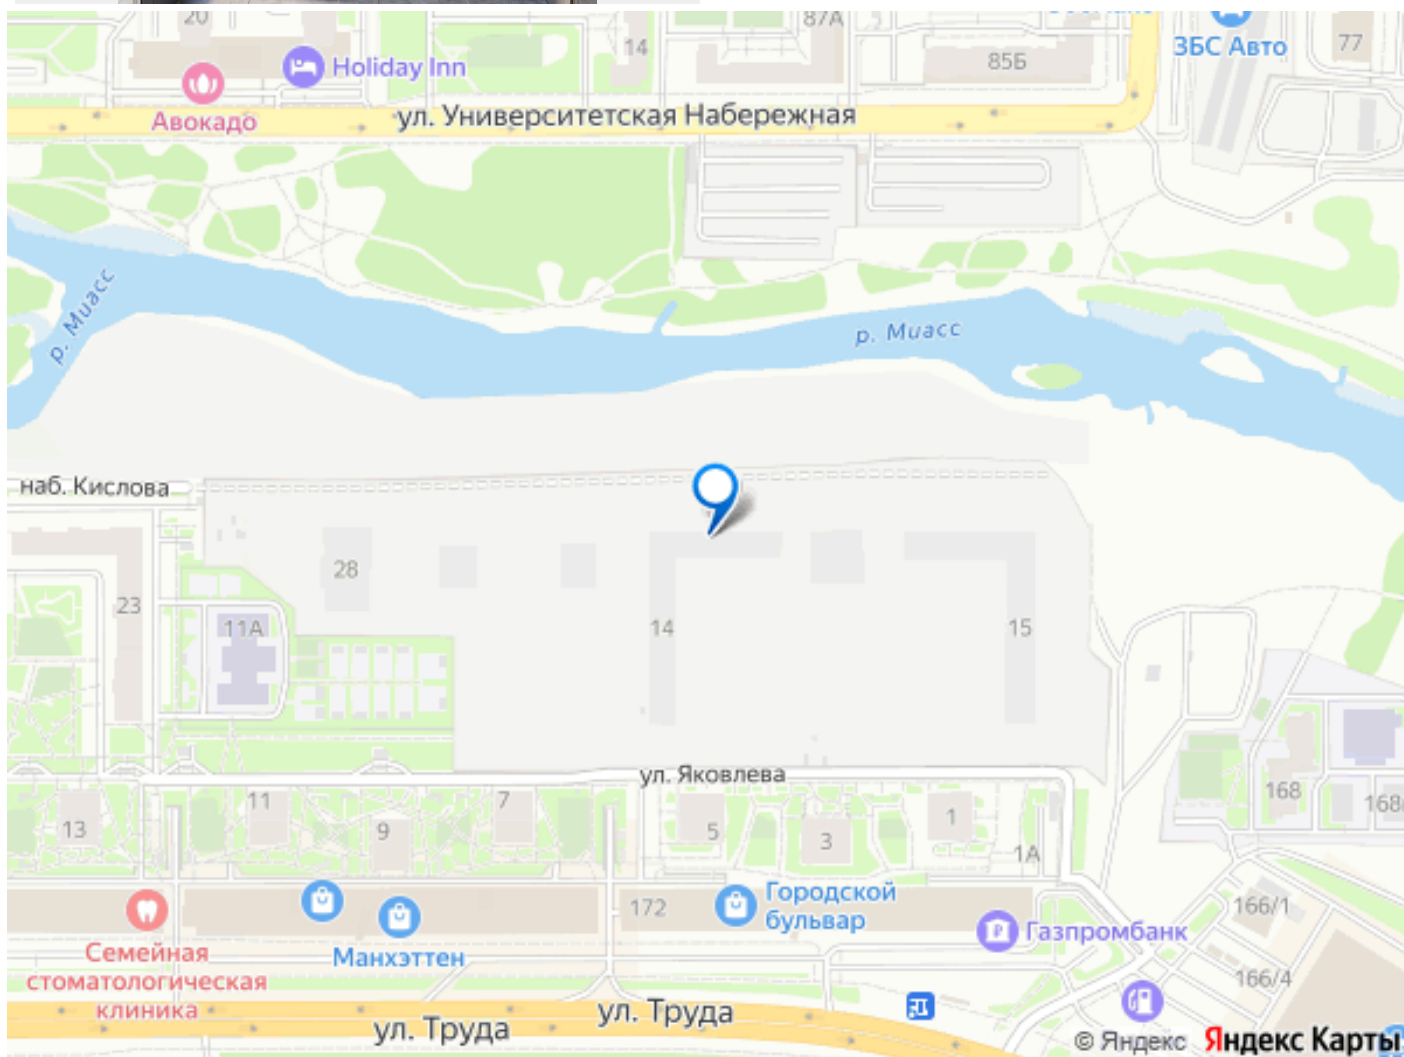 20
14
87А
85Б
ЗБС Авто
77
Holiday Inn
Авокадо
ул. Университетская Набережная
р. Миасс
р. Миасс
наб. Кислова
28
23
11А
14
15
ул. Яковлева
13
11
9
7
5
3
1
1А
168
168
172
Городской
бульвар
Газпромбанк
166/1
166/4
Манхэттен
Семейная
стоматологическая
клиника
ул. Труда
ул. Труда
© Яндекс Яндекс Карты